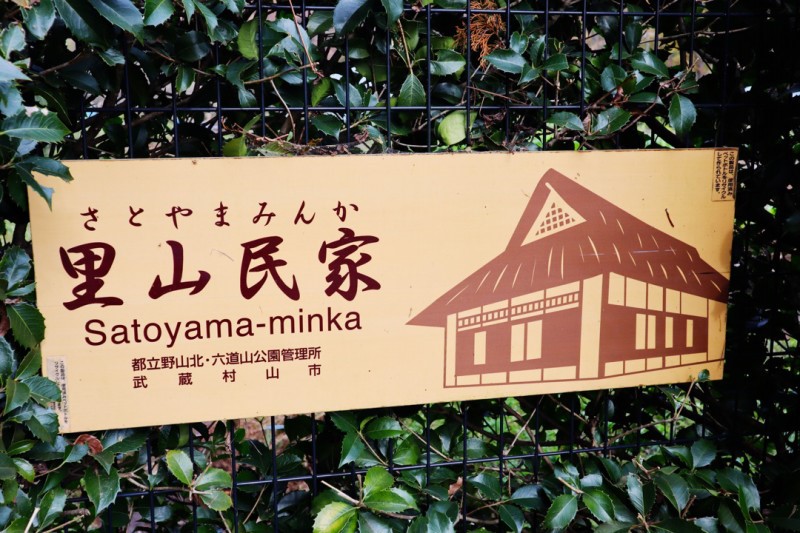 さとやまみんか
里山民家
Satoyama-minka
都立野山北・六道山公園管理所
武蔵村山市